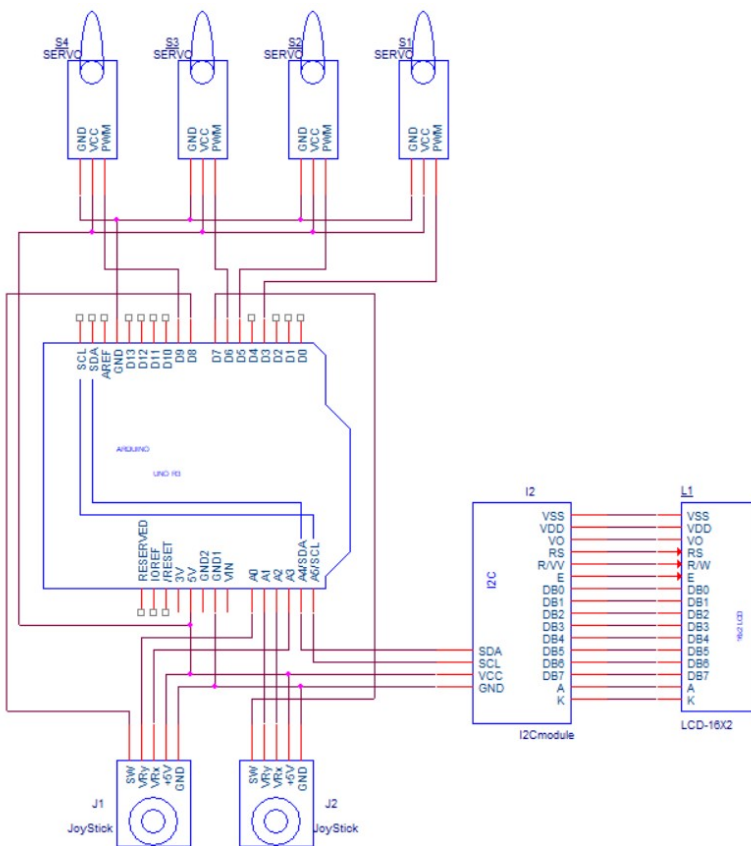 S4
SERVO
S3
SERVO
S2
SERVO
S1
SERVO
GND VCC PWM
GND VCC PWM
GND VCC PWM
GND VCC PWM
SCL SDA AREF GND D13 D12 D11 D10 D9 D8 D7 D6 D5 D4 D3 D2 D1 D0
ARDUINO
UNO R3
RESERVED IOREF /RESET 3V 5V GND2 GND1 VIN A0 A1 A2 A3 A4/SDA A5/SCL
I2
I2C
VSS
VDD
VO
RS
R/VV
E
DB0
DB1
DB2
DB3
DB4
DB5
DB6
DB7
A
K
SDA
SCL
VCC
GND
I2Cmodule
L1
VSS
VDD
VO
RS
R/W
E
DB0
DB1
DB2
DB3
DB4
DB5
DB6
DB7
A
K
16x2 LCD
LCD-16X2
SW VRy VRx +5V GND
J1
JoyStick
SW VRy VRx +5V GND
J2
JoyStick